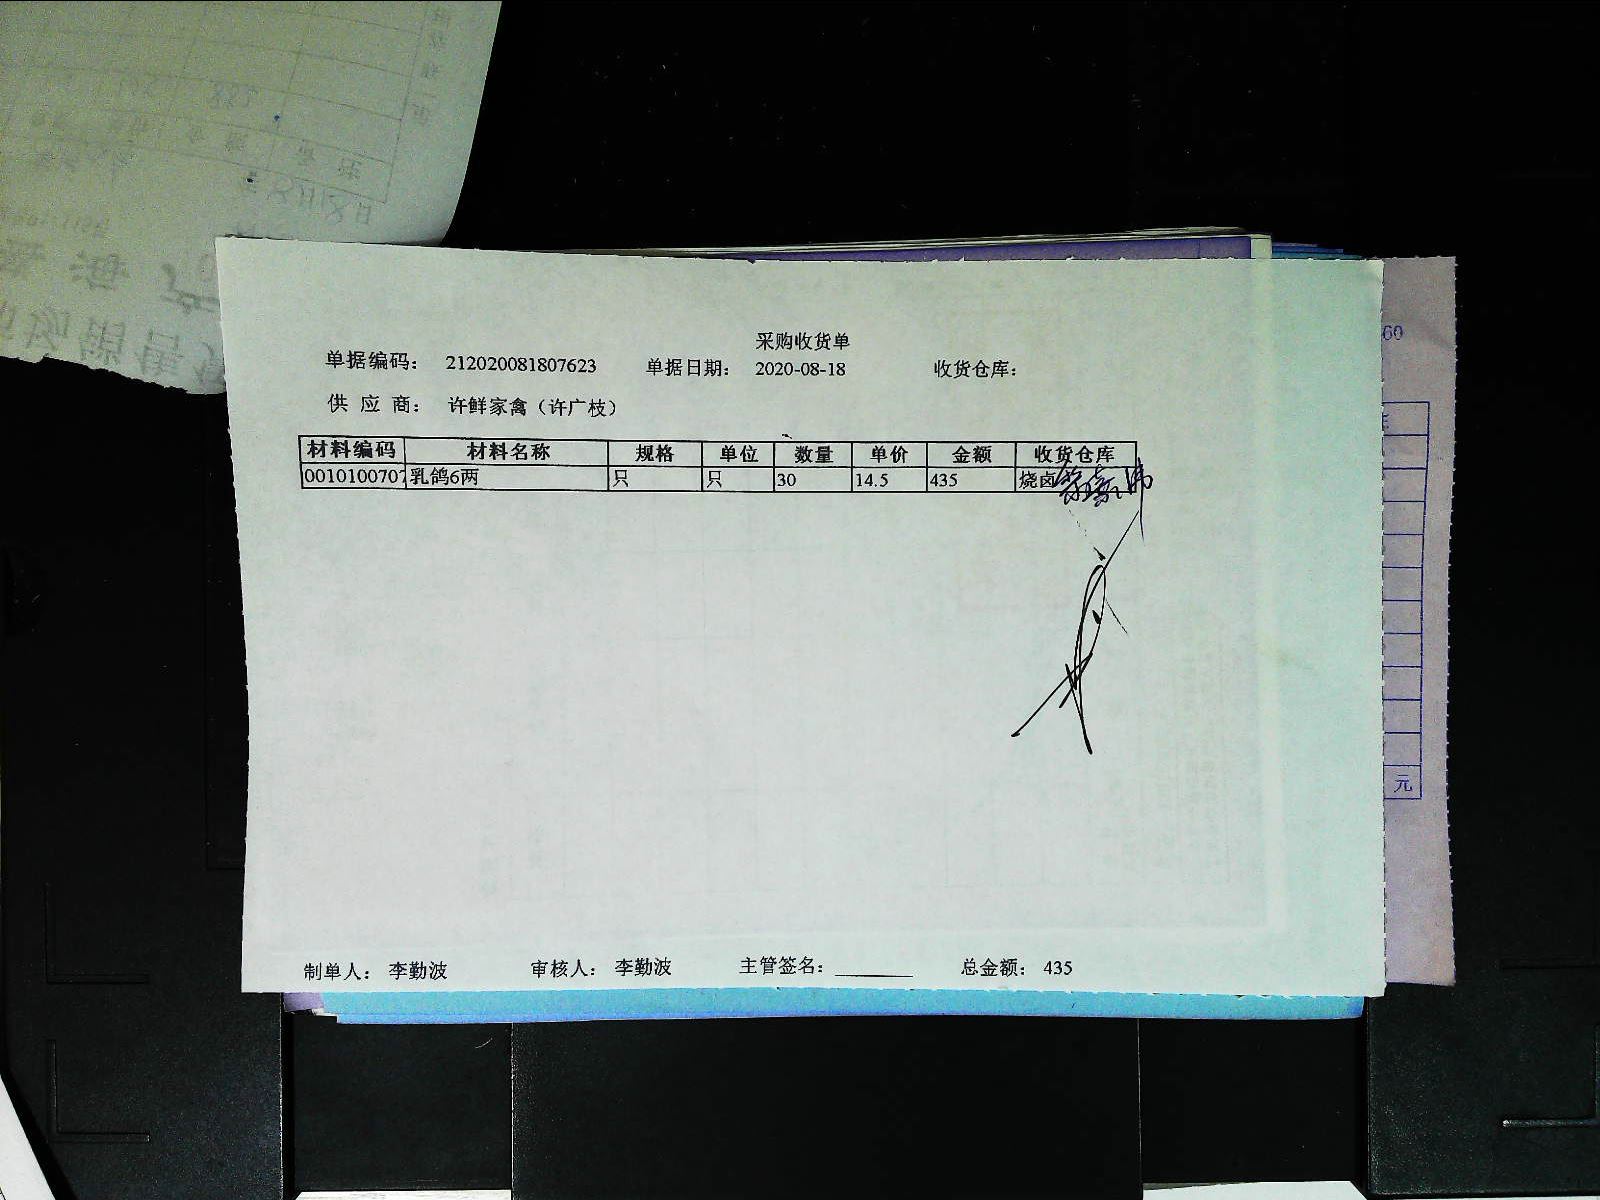 采购收货单
单据编码： 212020081807623 单据日期： 2020-08-18 收货仓库：
供 应 商： 许鲜家禽（许广枝）
材料编码 材料名称 规格 单位 数量 单价 金额 收货仓库
0010100707 乳鸽6两 只 只 30 14.5 435 烧卤
制单人： 李勤波 审核人： 李勤波 主管签名： 总金额： 435
60
元